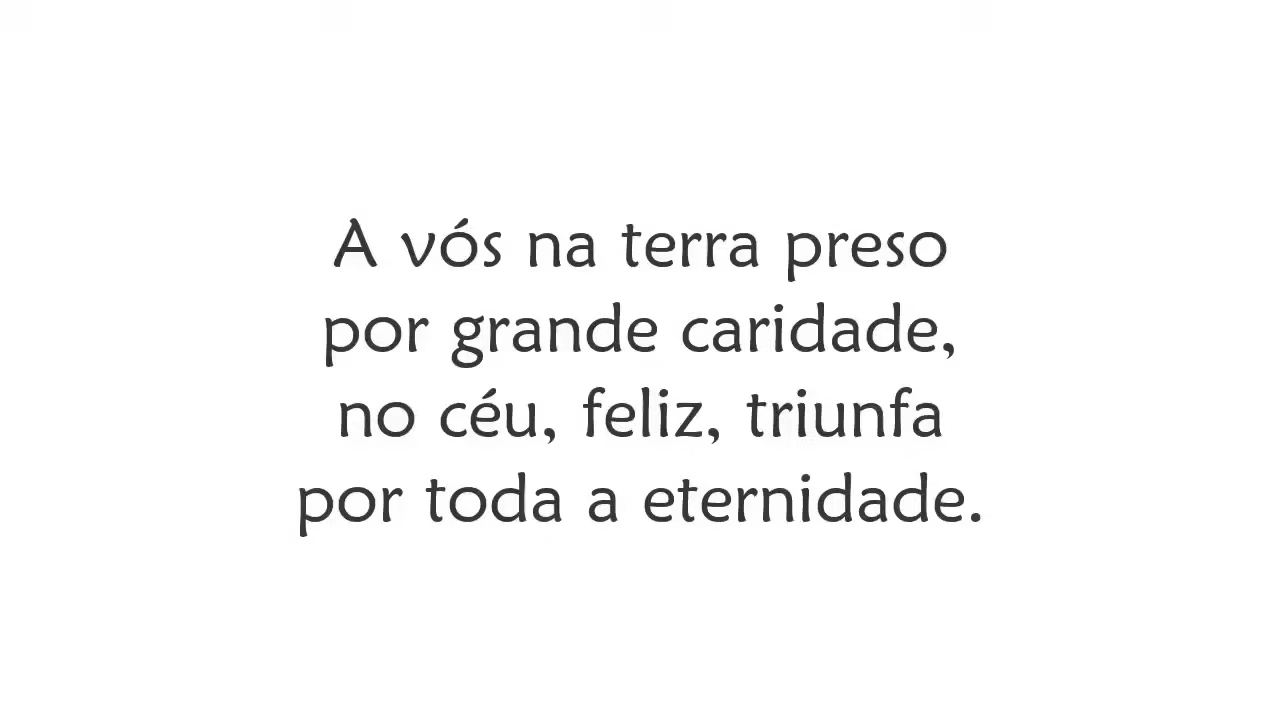 A vós na terra preso
por grande caridade,
no céu, feliz, triunfa
por toda a eternidade.